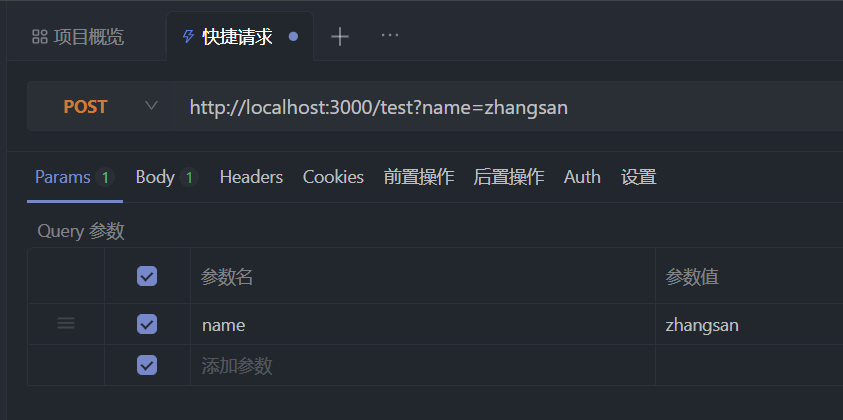 项目概览 快捷请求 ...
POST http://localhost:3000/test?name=zhangsan
Params 1 Body 1 Headers Cookies 前置操作 后置操作 Auth 设置
Query 参数
参数名 参数值
name zhangsan
添加参数